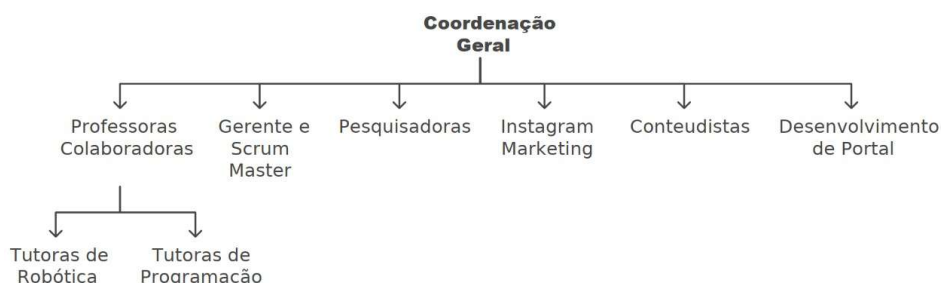 Coordenação
Geral
Professoras
Colaboradoras
Gerente e
Scrum
Master
Pesquisadoras
Instagram
Marketing
Conteudistas
Desenvolvimento
de Portal
Tutoras de
Robótica
Tutoras de
Programação